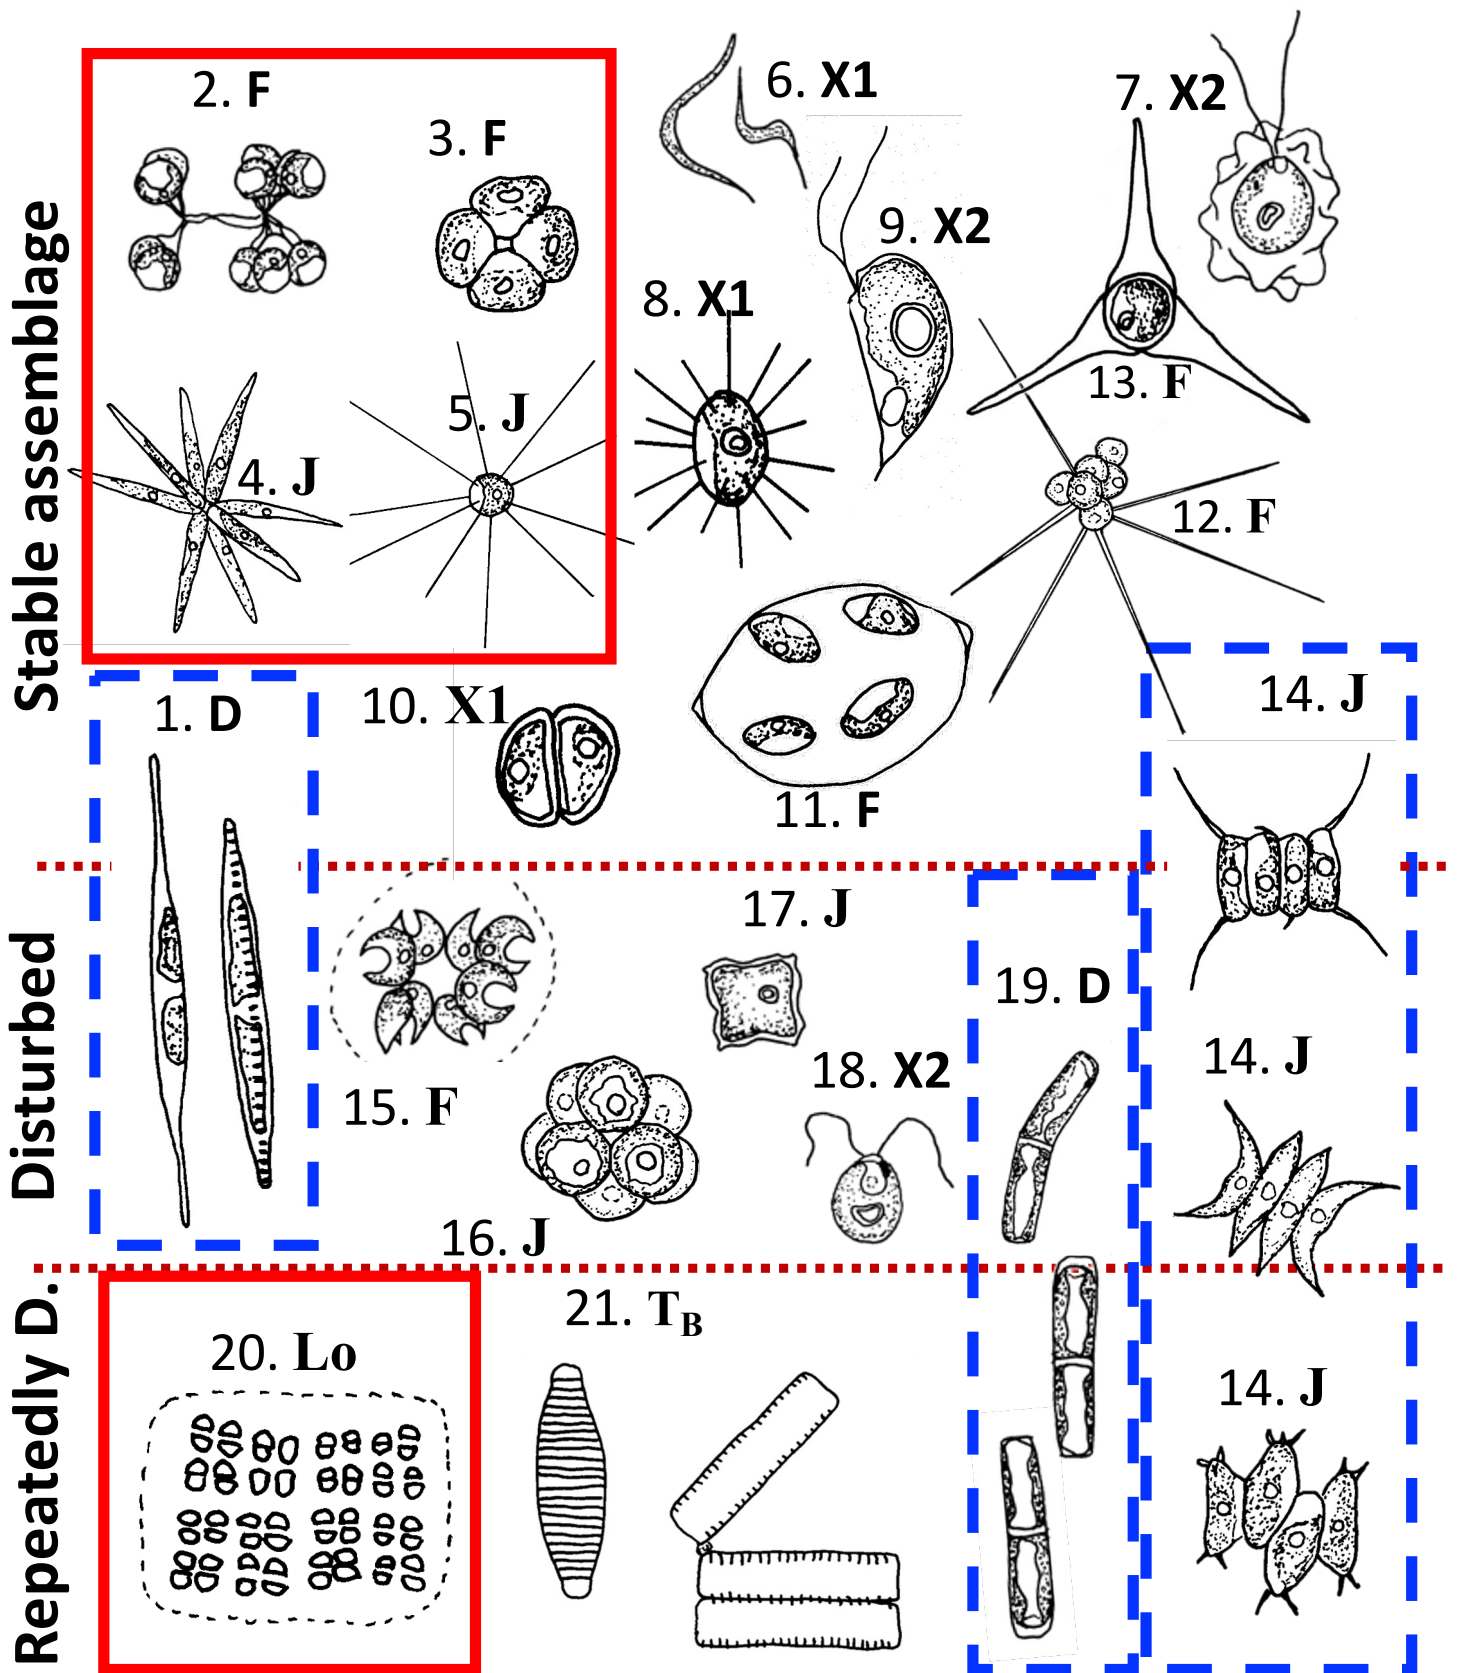 Stable assemblage
2. F
3. F
4. J
5. J
6. X1
7. X2
8. X1
9. X2
13. F
12. F
10. X1
11. F
1. D
14. J
Disturbed
15. F
16. J
17. J
18. X2
19. D
14. J
Repeatedly D.
20. Lo
21. TB
14. J